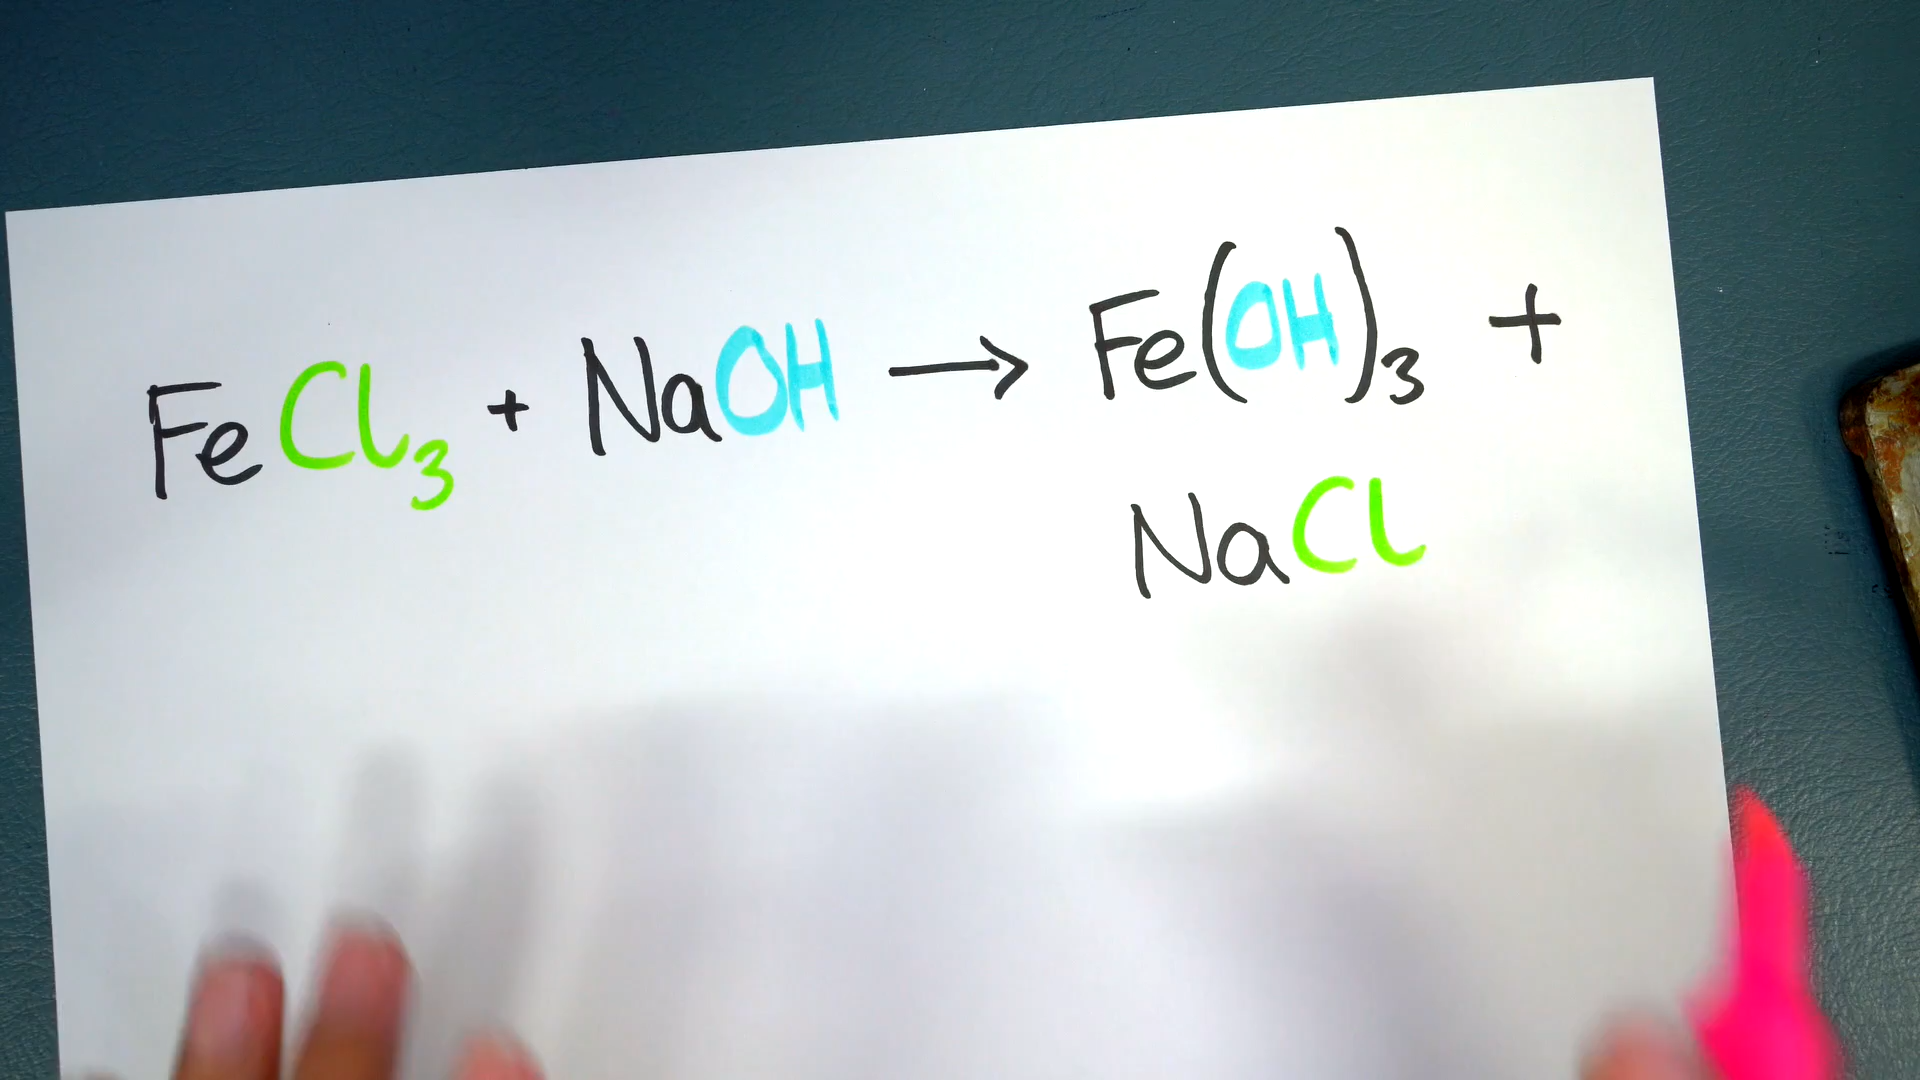 FeCl₃ + NaOH → Fe(OH)₃ +
NaCl